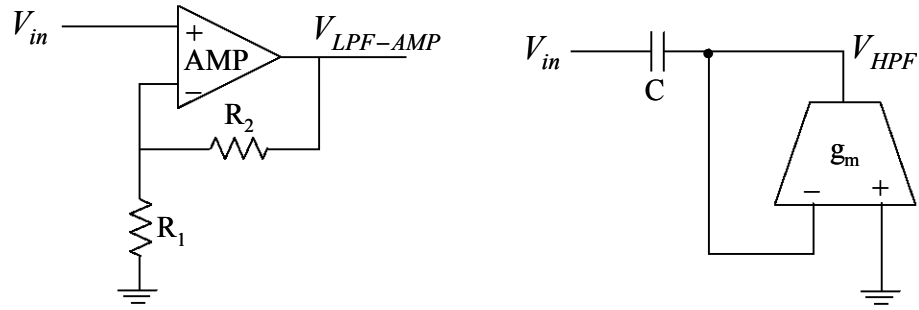 V_in
+
AMP
−
V_LPF−AMP
R_2
R_1
V_in
C
V_HPF
g_m
− +